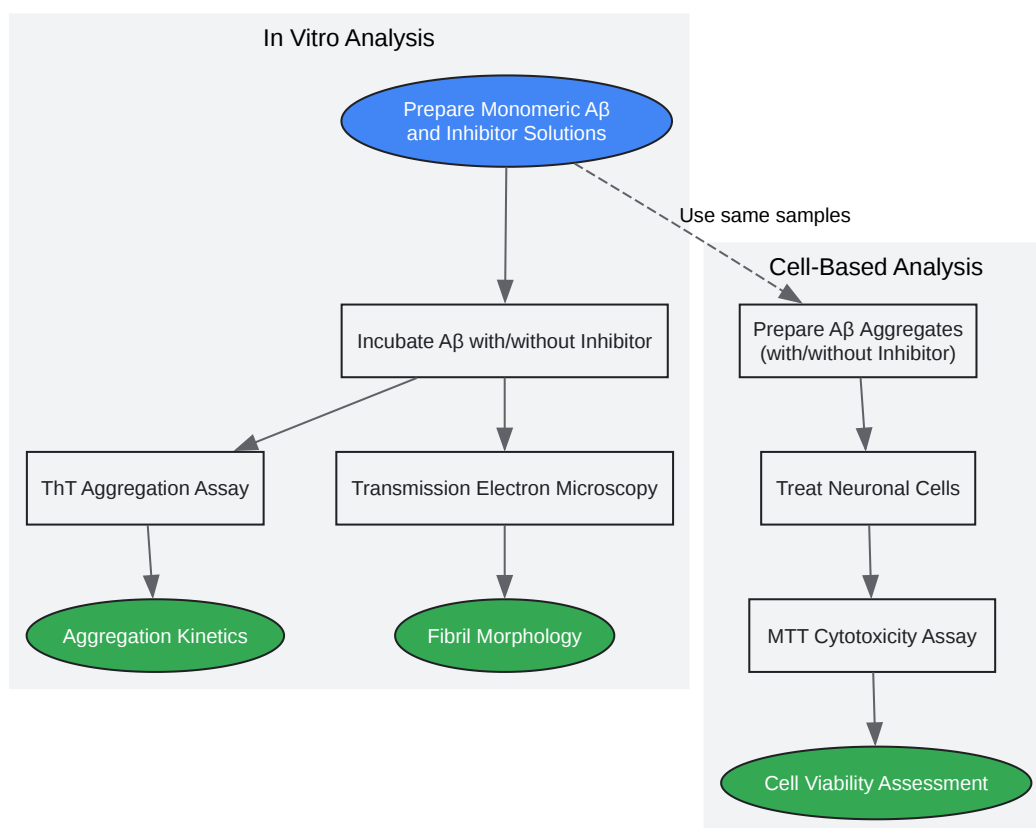 In Vitro Analysis
Prepare Monomeric Aβ
and Inhibitor Solutions
Use same samples
Cell-Based Analysis
Incubate Aβ with/without Inhibitor
Prepare Aβ Aggregates
(with/without Inhibitor)
ThT Aggregation Assay
Transmission Electron Microscopy
Treat Neuronal Cells
Aggregation Kinetics
Fibril Morphology
MTT Cytotoxicity Assay
Cell Viability Assessment